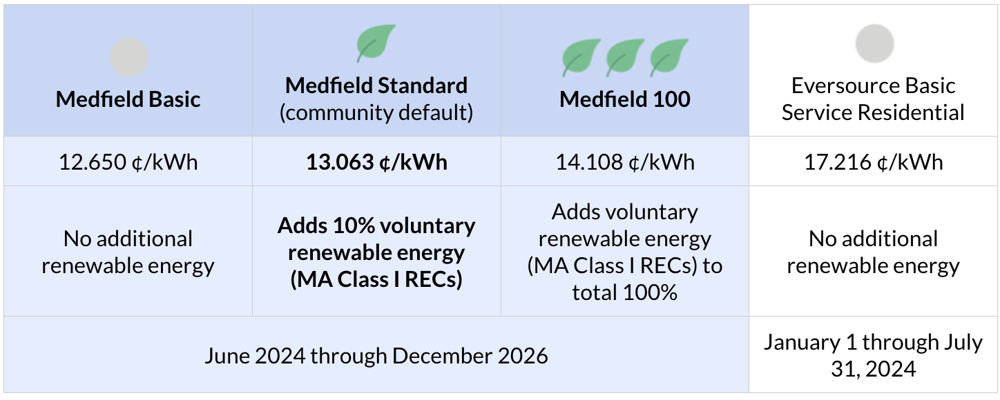 Medfield Basic
Medfield Standard
(community default)
Medfield 100
Eversource Basic
Service Residential
12.650 ¢/kWh
13.063 ¢/kWh
14.108 ¢/kWh
17.216 ¢/kWh
No additional
renewable energy
Adds 10% voluntary
renewable energy
(MA Class I RECs)
Adds voluntary
renewable energy
(MA Class I RECs) to
total 100%
No additional
renewable energy
June 2024 through December 2026
January 1 through July
31, 2024